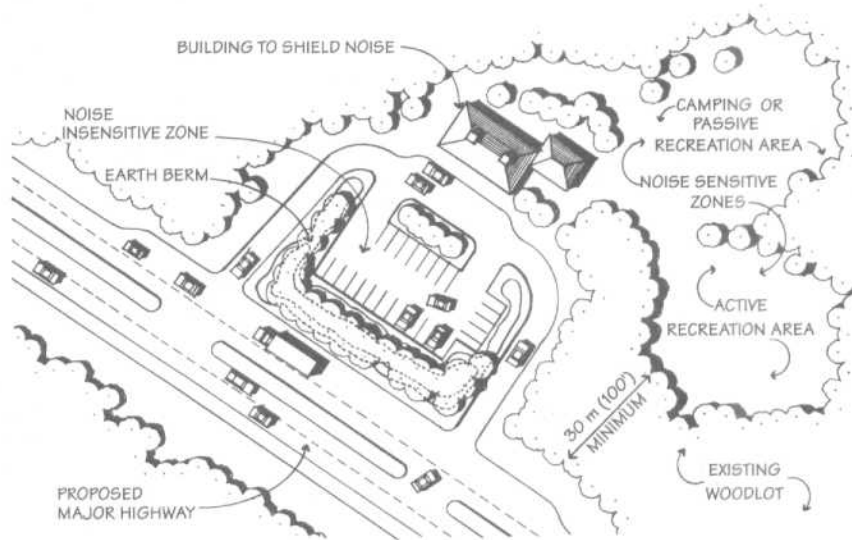 BUILDING TO SHIELD NOISE
NOISE
INSENSITIVE ZONE
EARTH BERM
CAMPING OR
PASSIVE
RECREATION AREA
NOISE SENSITIVE
ZONES
ACTIVE
RECREATION AREA
30 m (100')
MINIMUM
EXISTING
WOODLOT
PROPOSED
MAJOR HIGHWAY